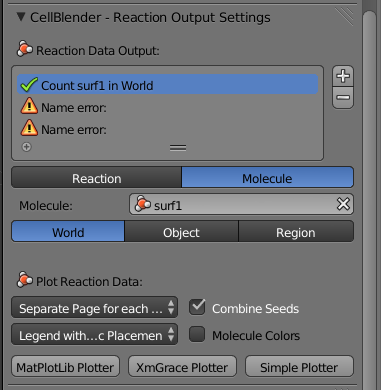 CellBlender - Reaction Output Settings
Reaction Data Output:
Count surf1 in World
Name error:
Name error:
Reaction Molecule
Molecule: surf1
World Object Region
Plot Reaction Data:
Separate Page for each ... Combine Seeds
Legend with...c Placemen Molecule Colors
MatPlotLib Plotter XmGrace Plotter Simple Plotter